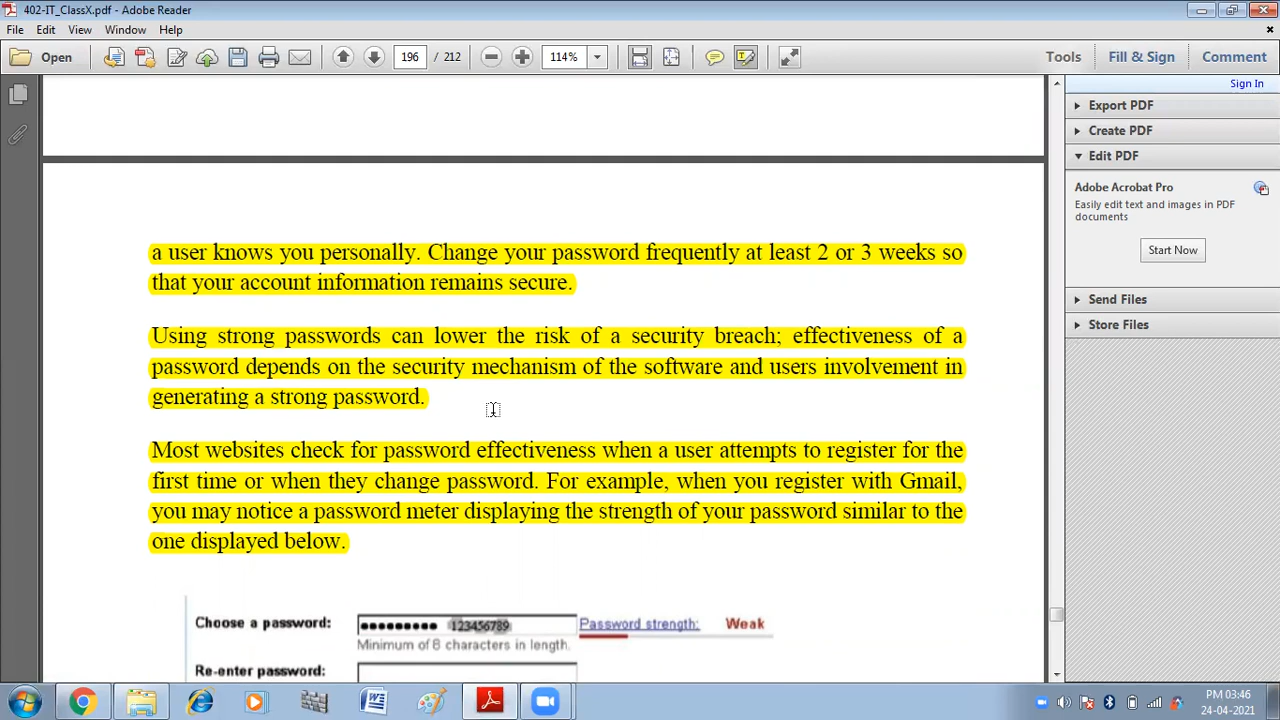 402-IT_ClassX.pdf - Adobe Reader
File Edit View Window Help
Open 196 / 212 114% Tools Fill & Sign Comment
Sign In
Export PDF
Create PDF
Edit PDF
Adobe Acrobat Pro
Easily edit text and images in PDF
documents
Start Now
Send Files
Store Files
a user knows you personally. Change your password frequently at least 2 or 3 weeks so
that your account information remains secure.
Using strong passwords can lower the risk of a security breach; effectiveness of a
password depends on the security mechanism of the software and users involvement in
generating a strong password.
Most websites check for password effectiveness when a user attempts to register for the
first time or when they change password. For example, when you register with Gmail,
you may notice a password meter displaying the strength of your password similar to the
one displayed below.
Choose a password: 123456789 Password strength: Weak
Minimum of 8 characters in length.
Re-enter password:
PM 03:46
24-04-2021